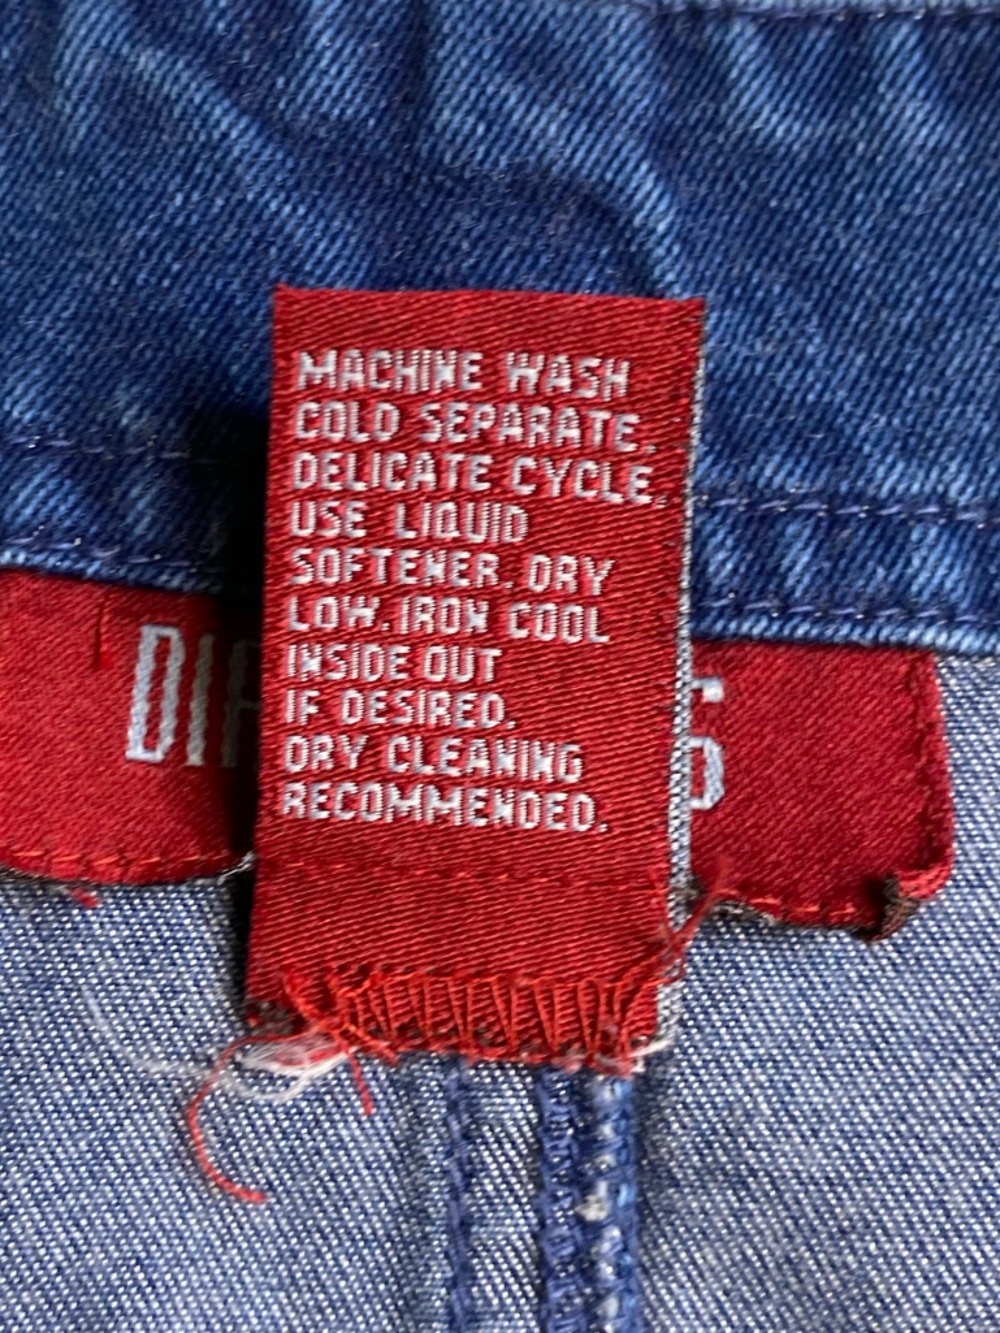 MACHINE WASH
COLD SEPARATE.
DELICATE CYCLE.
USE LIQUID
SOFTENER. DRY
LOW. IRON COOL
INSIDE OUT
IF DESIRED.
DRY CLEANING
RECOMMENDED.